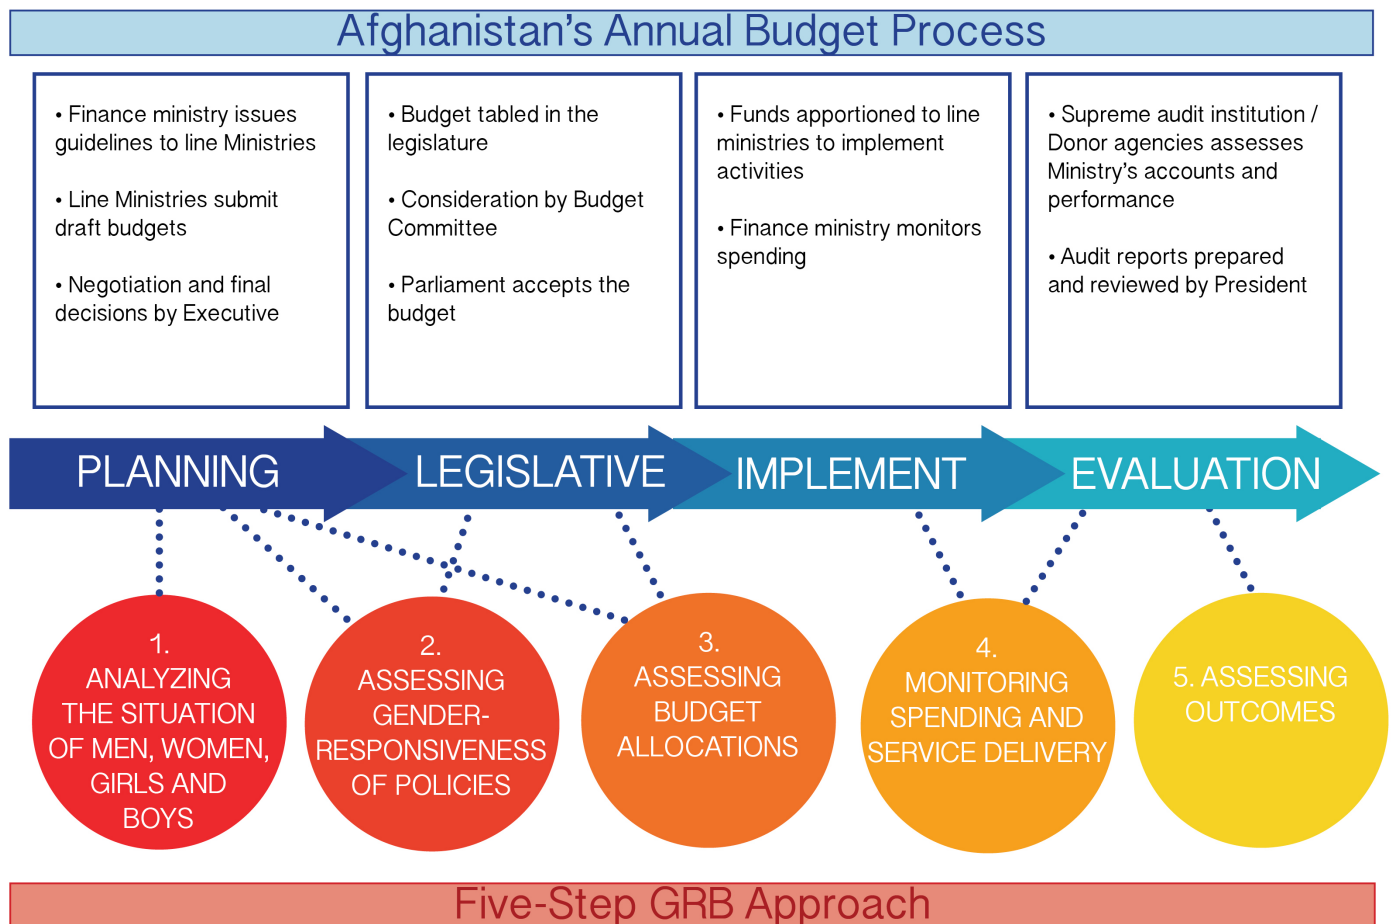 Afghanistan's Annual Budget Process
• Finance ministry issues
guidelines to line Ministries
• Line Ministries submit
draft budgets
• Negotiation and final
decisions by Executive
• Budget tabled in the
legislature
• Consideration by Budget
Committee
• Parliament accepts the
budget
• Funds apportioned to line
ministries to implement
activities
• Finance ministry monitors
spending
• Supreme audit institution /
Donor agencies assesses
Ministry's accounts and
performance
• Audit reports prepared
and reviewed by President
PLANNING
LEGISLATIVE
IMPLEMENT
EVALUATION
1.
ANALYZING
THE SITUATION
OF MEN, WOMEN,
GIRLS AND
BOYS
2.
ASSESSING
GENDER-
RESPONSIVENESS
OF POLICIES
3.
ASSESSING
BUDGET
ALLOCATIONS
4.
MONITORING
SPENDING AND
SERVICE DELIVERY
5. ASSESSING
OUTCOMES
Five-Step GRB Approach